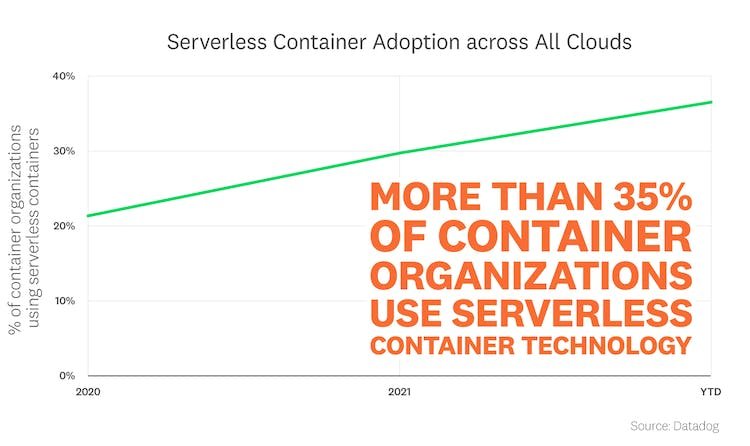 Serverless Container Adoption across All Clouds
% of container organizations
using serverless containers
40%
30%
20%
10%
0%
MORE THAN 35%
OF CONTAINER
ORGANIZATIONS
USE SERVERLESS
CONTAINER TECHNOLOGY
2020
2021
YTD
Source: Datadog